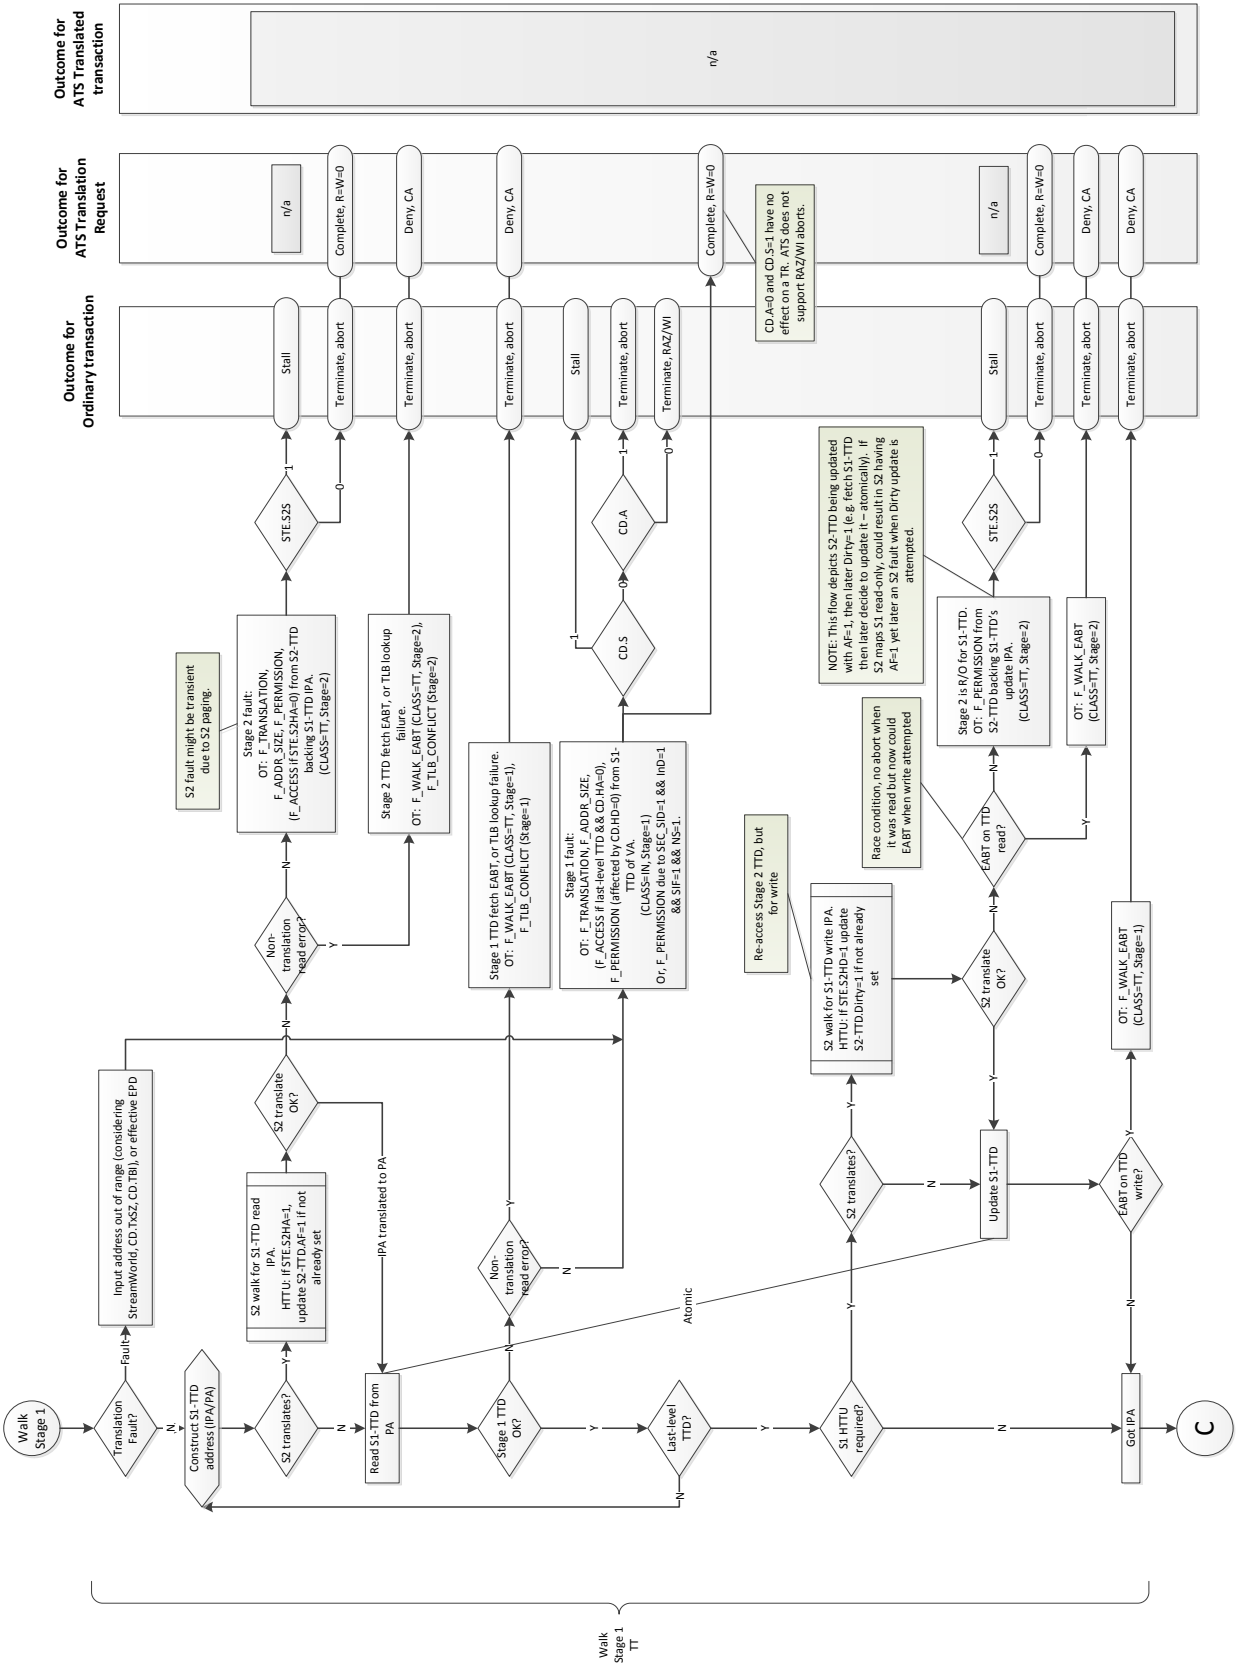 Outcome for
Ordinary transaction
Outcome for
ATS Translation
Request
Outcome for
ATS Translated
transaction
Walk
Stage 1
TT
Walk
Stage 1
Translation
Fault?
Fault
N
Input address out of range (considering
StreamWorld, CD.TxSZ, CD.TBI), or effective EPD
Construct S1-TTD
address (IPA/PA)
S2 translates?
Y
N
S2 walk for S1-TTD read
IPA.
HTTU: If STE.S2HA=1,
update S2-TTD.AF=1 if not
already set
S2 translate
OK?
N
IPA translated to PA
Non-
translation
read error?
N
Y
S2 fault might be transient
due to S2 paging.
Stage 2 fault:
OT: F_TRANSLATION,
F_ADDR_SIZE, F_PERMISSION,
(F_ACCESS if STE.S2HA=0) from S2-TTD
backing S1-TTD IPA.
(CLASS=TT, Stage=2)
STE.S2S
1
0
Stall
n/a
Terminate, abort
Complete, R=W=0
Stage 2 TTD fetch EABT, or TLB lookup
failure.
OT: F_WALK_EABT (CLASS=TT, Stage=2),
F_TLB_CONFLICT (Stage=2)
Terminate, abort
Deny, CA
n/a
Read S1-TTD from
PA
Stage 1 TTD
OK?
N
Y
Non-
translation
read error?
Y
N
Stage 1 TTD fetch EABT, or TLB lookup failure.
OT: F_WALK_EABT (CLASS=TT, Stage=1),
F_TLB_CONFLICT (Stage=1)
Terminate, abort
Deny, CA
Stage 1 fault:
OT: F_TRANSLATION, F_ADDR_SIZE,
(F_ACCESS if last-level TTD && CD.HA=0),
F_PERMISSION (affected by CD.HD=0) from S1-
TTD of VA.
(CLASS=IN, Stage=1)
Or, F_PERMISSION due to SEC_SID=1 && InD=1
&& SIF=1 && NS=1.
CD.S
1
0
CD.A
1
0
Stall
Terminate, abort
Terminate, RAZ/WI
Complete, R=W=0
CD.A=0 and CD.S=1 have no
effect on a TR. ATS does not
support RAZ/WI aborts.
Last-level
TTD?
N
Y
Atomic
S1 HTTU
required?
Y
N
S2 translates?
Y
N
Re-access Stage 2 TTD, but
for write
S2 walk for S1-TTD write IPA.
HTTU: If STE.S2HD=1 update
S2-TTD.Dirty=1 if not already
set
S2 translate
OK?
N
Y
Race condition, no abort when
it was read but now could
EABT when write attempted
EABT on TTD
read?
N
Y
NOTE: This flow depicts S2-TTD being updated
with AF=1, then later Dirty=1 (e.g. fetch S1-TTD
then later decide to update it – atomically). If
S2 maps S1 read-only, could result in S2 having
AF=1 yet later an S2 fault when Dirty update is
attempted.
Stage 2 is R/O for S1-TTD.
OT: F_PERMISSION from
S2-TTD backing S1-TTD's
update IPA.
(CLASS=TT, Stage=2)
STE.S2S
1
0
Stall
n/a
Terminate, abort
Complete, R=W=0
OT: F_WALK_EABT
(CLASS=TT, Stage=2)
Terminate, abort
Deny, CA
Update S1-TTD
EABT on TTD
write?
Y
N
OT: F_WALK_EABT
(CLASS=TT, Stage=1)
Terminate, abort
Deny, CA
Got IPA
C